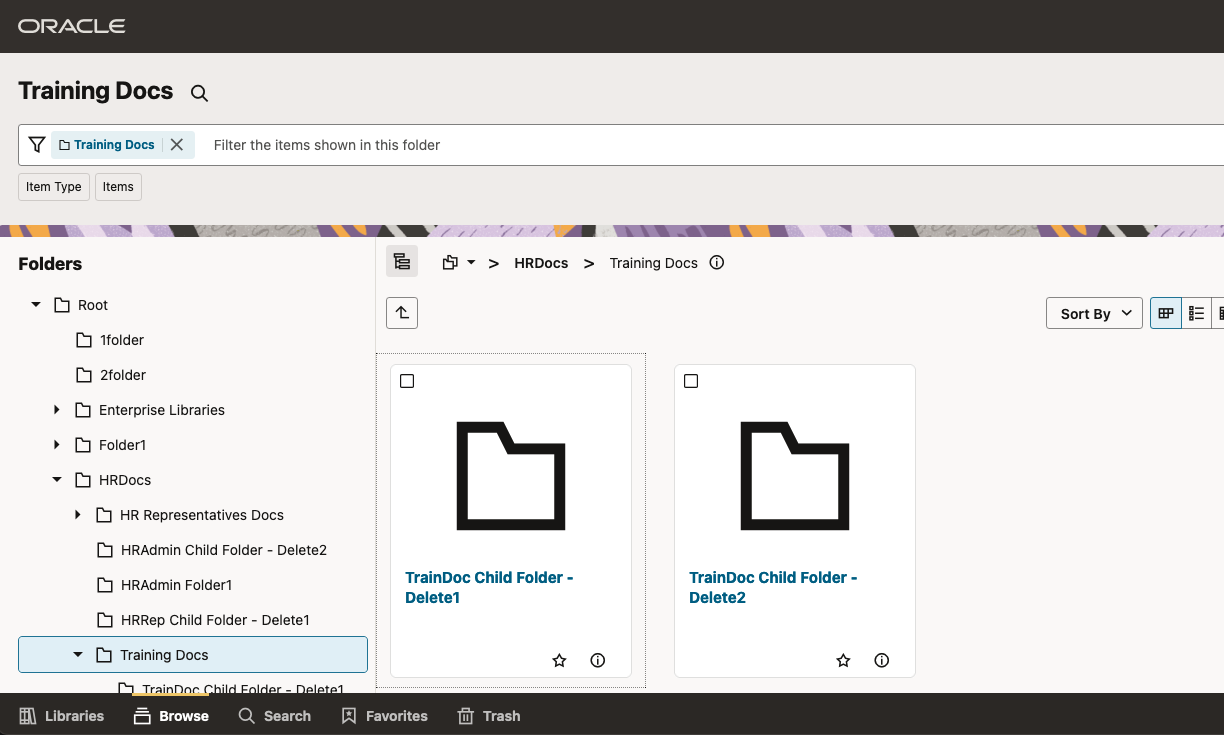 ORACLE
Training Docs
Training Docs
Filter the items shown in this folder
Item Type
Items
Folders
Root
1folder
2folder
Enterprise Libraries
Folder1
HRDocs
HR Representatives Docs
HRAdmin Child Folder - Delete2
HRAdmin Folder1
HRRep Child Folder - Delete1
Training Docs
TrainDoc Child Folder - Delete1
> HRDocs > Training Docs
Sort By
TrainDoc Child Folder -
Delete1
TrainDoc Child Folder -
Delete2
Libraries
Browse
Search
Favorites
Trash